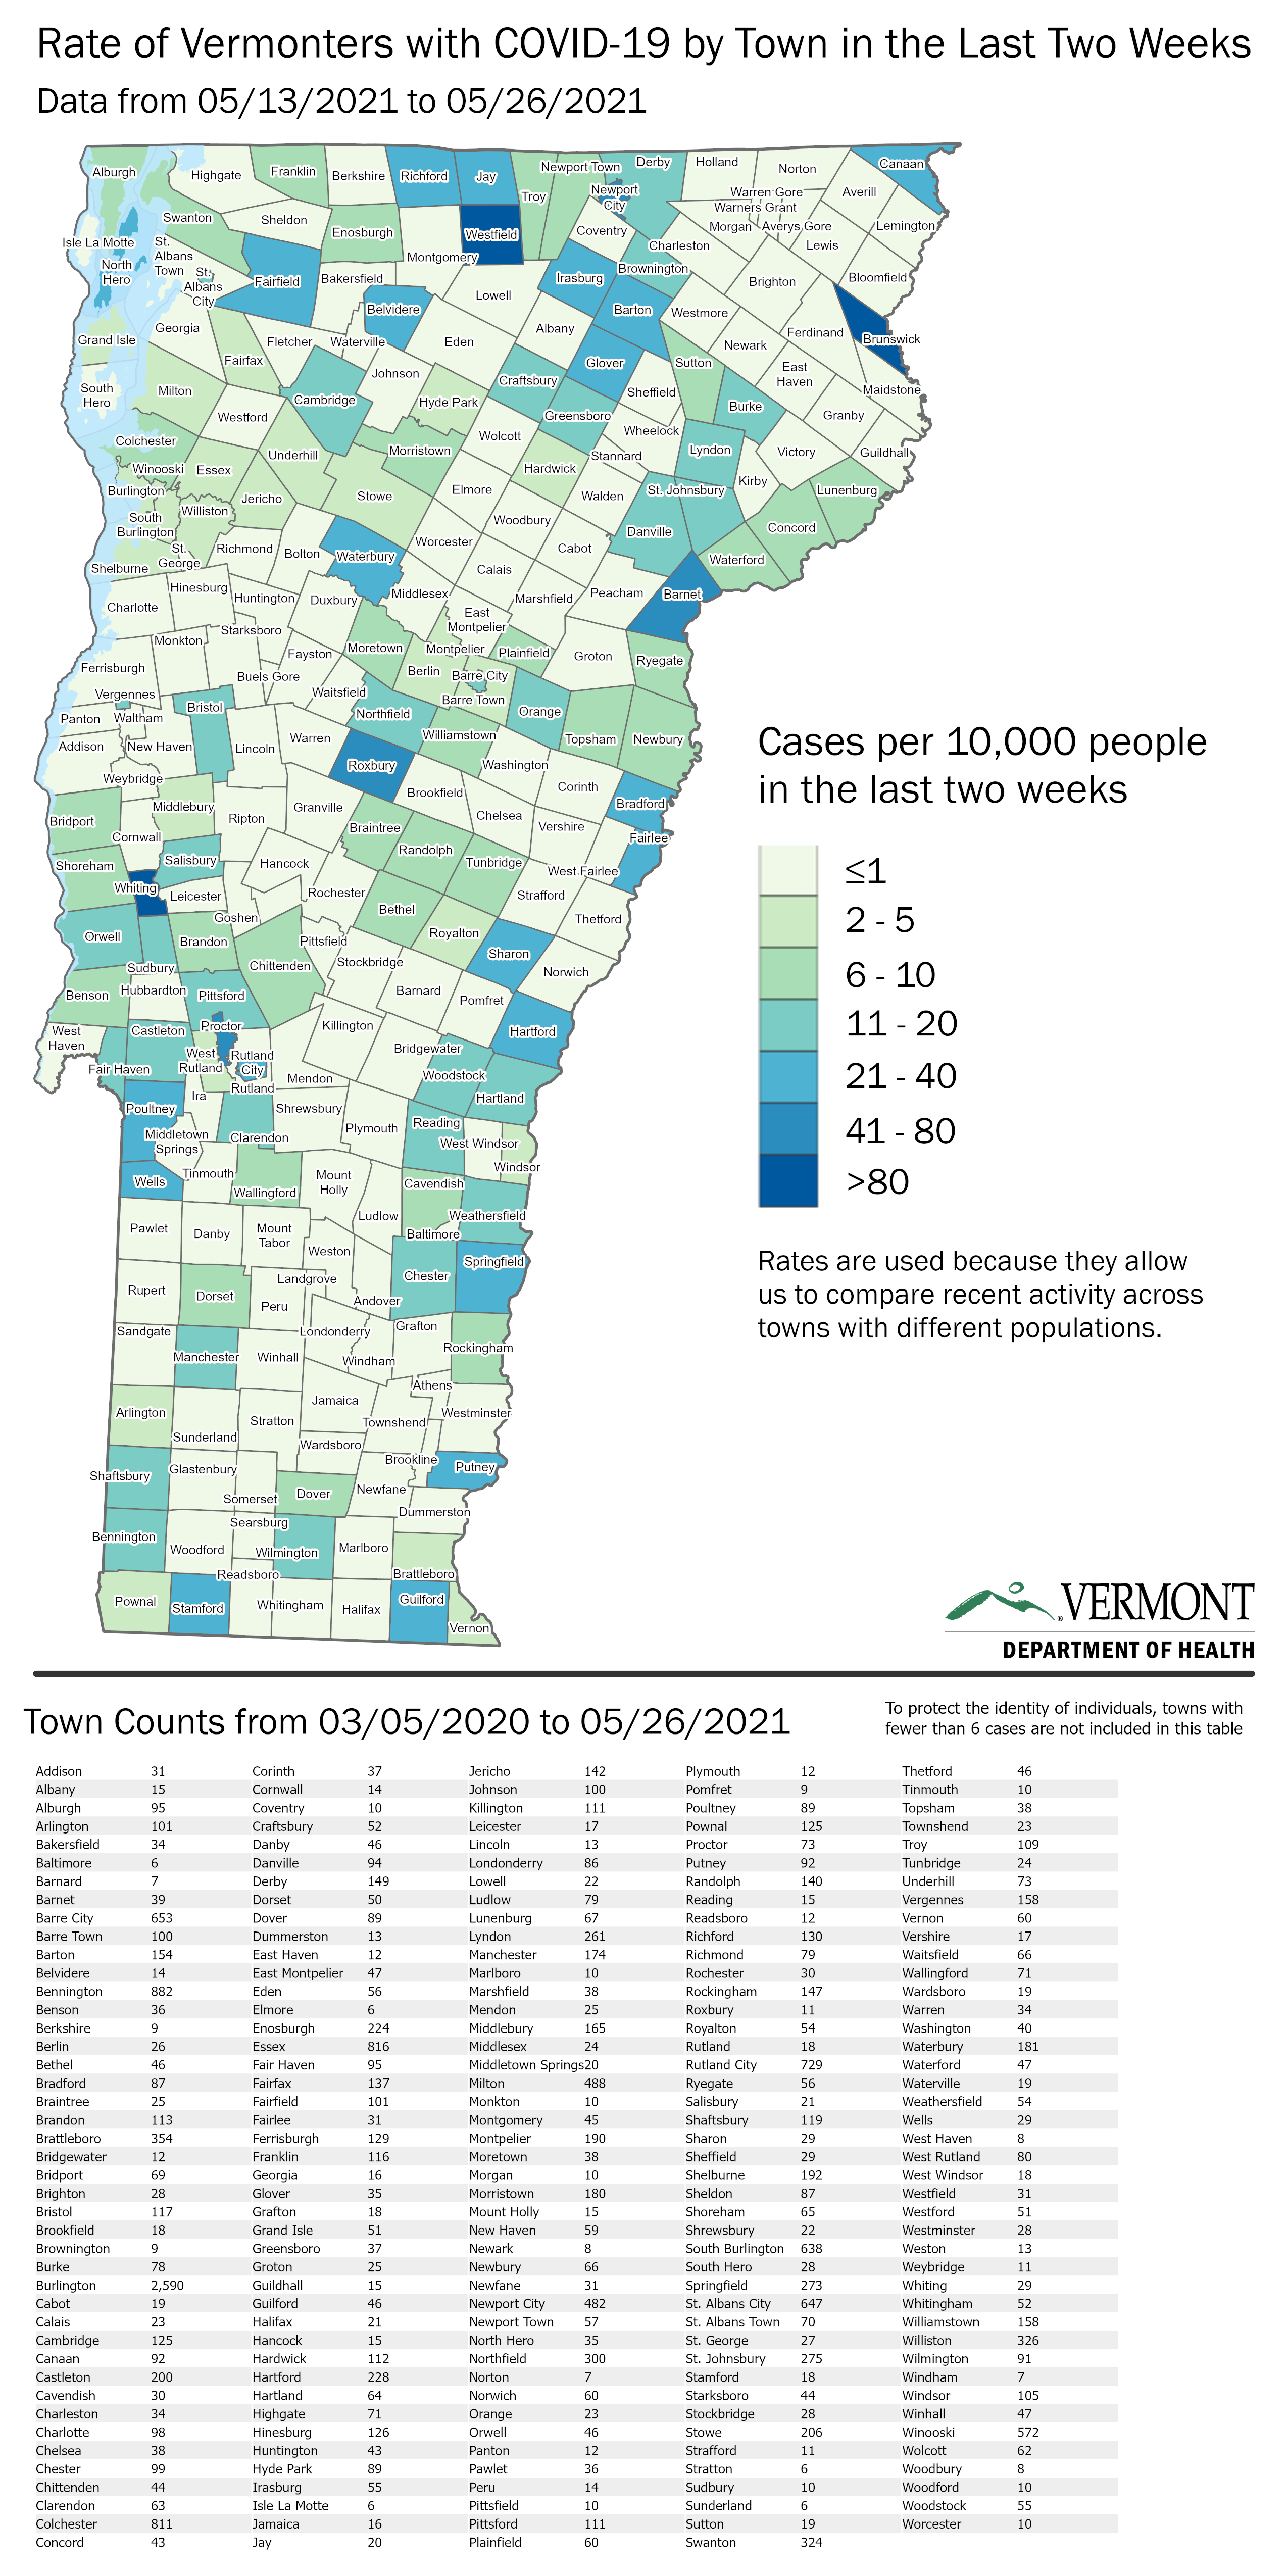 Rate of Vermonters with COVID-19 by Town in the Last Two Weeks
Data from 05/13/2021 to 05/26/2021
Alburgh
Highgate
Franklin
Berkshire
Richford
Jay
Troy
Newport Town
Derby
Holland
Norton
Canaan
Newport
City
Warren Gore
Averill
Warners Grant
Swanton
Sheldon
Enosburgh
Westfield
Coventry
Morgan
Averys Gore
Lemington
Isle La Motte
St.
Albans
Town
Montgomery
Charleston
Lewis
North
Hero
St.
Albans
City
Fairfield
Bakersfield
Irasburg
Brownington
Brighton
Bloomfield
Lowell
Belvidere
Barton
Westmore
Georgia
Albany
Ferdinand
Brunswick
Grand Isle
Fletcher
Waterville
Eden
Newark
Fairfax
Johnson
Glover
Sutton
East
Haven
South
Hero
Milton
Cambridge
Hyde Park
Craftsbury
Sheffield
Burke
Maidstone
Westford
Greensboro
Granby
Colchester
Underhill
Morristown
Wolcott
Wheelock
Lyndon
Victory
Guildhall
Winooski
Essex
Hardwick
Stannard
Kirby
Burlington
Jericho
Stowe
Elmore
Walden
St. Johnsbury
Lunenburg
South
Burlington
Williston
Woodbury
Danville
Concord
St.
George
Richmond
Bolton
Waterbury
Worcester
Cabot
Waterford
Shelburne
Hinesburg
Huntington
Duxbury
Middlesex
Calais
Marshfield
Peacham
Barnet
Charlotte
East
Montpelier
Starksboro
Monkton
Fayston
Moretown
Montpelier
Plainfield
Groton
Ryegate
Ferrisburgh
Buels Gore
Berlin
Barre City
Vergennes
Waitsfield
Barre Town
Bristol
Northfield
Orange
Panton
Waltham
Williamstown
Topsham
Newbury
Addison
New Haven
Lincoln
Warren
Roxbury
Washington
Weybridge
Brookfield
Corinth
Bradford
Middlebury
Granville
Chelsea
Bridport
Ripton
Braintree
Vershire
Fairlee
Cornwall
Randolph
Shoreham
Salisbury
Hancock
Tunbridge
West Fairlee
Whiting
Leicester
Rochester
Strafford
Goshen
Bethel
Thetford
Orwell
Brandon
Pittsfield
Royalton
Sharon
Sudbury
Chittenden
Stockbridge
Norwich
Benson
Hubbardton
Pittsford
Barnard
Pomfret
West
Haven
Castleton
Proctor
Killington
Hartford
West
Rutland
Rutland
City
Bridgewater
Fair Haven
Rutland
Mendon
Woodstock
Hartland
Poultney
Ira
Shrewsbury
Plymouth
Reading
Middletown
Springs
Clarendon
West Windsor
Wells
Tinmouth
Wallingford
Mount
Holly
Cavendish
Windsor
Pawlet
Danby
Mount
Tabor
Ludlow
Weathersfield
Weston
Baltimore
Rupert
Dorset
Landgrove
Peru
Andover
Chester
Springfield
Sandgate
Londonderry
Grafton
Manchester
Winhall
Windham
Rockingham
Athens
Arlington
Jamaica
Westminster
Sunderland
Stratton
Townshend
Wardsboro
Shaftsbury
Glastenbury
Brookline
Putney
Somerset
Dover
Newfane
Dummerston
Bennington
Searsburg
Woodford
Wilmington
Marlboro
Readsboro
Brattleboro
Pownal
Stamford
Whitingham
Halifax
Guilford
Vernon
Cases per 10,000 people
in the last two weeks
≤1
2 - 5
6 - 10
11 - 20
21 - 40
41 - 80
>80
Rates are used because they allow
us to compare recent activity across
towns with different populations.
VERMONT
DEPARTMENT OF HEALTH
Town Counts from 03/05/2020 to 05/26/2021
To protect the identity of individuals, towns with
fewer than 6 cases are not included in this table
Addison 31 Corinth 37 Jericho 142 Plymouth 12 Thetford 46
Albany 15 Cornwall 14 Johnson 100 Pomfret 9 Tinmouth 10
Alburgh 95 Coventry 10 Killington 111 Poultney 89 Topsham 38
Arlington 101 Craftsbury 52 Leicester 17 Pownal 125 Townshend 23
Bakersfield 34 Danby 46 Lincoln 13 Proctor 73 Troy 109
Baltimore 6 Danville 94 Londonderry 86 Putney 92 Tunbridge 24
Barnard 7 Derby 149 Lowell 22 Randolph 140 Underhill 73
Barnet 39 Dorset 50 Ludlow 79 Reading 15 Vergennes 158
Barre City 653 Dover 89 Lunenburg 67 Readsboro 12 Vernon 60
Barre Town 100 Dummerston 13 Lyndon 261 Richford 130 Vershire 17
Barton 154 East Haven 12 Manchester 174 Richmond 79 Waitsfield 66
Belvidere 14 East Montpelier 47 Marlboro 10 Rochester 30 Wallingford 71
Bennington 882 Eden 56 Marshfield 38 Rockingham 147 Wardsboro 19
Benson 36 Elmore 6 Mendon 25 Roxbury 11 Warren 34
Berkshire 9 Enosburgh 224 Middlebury 165 Royalton 54 Washington 40
Berlin 26 Essex 816 Middlesex 24 Rutland 18 Waterbury 181
Bethel 46 Fair Haven 95 Middletown Springs20 Rutland City 729 Waterford 47
Bradford 87 Fairfax 137 Milton 488 Ryegate 56 Waterville 19
Braintree 25 Fairfield 101 Monkton 10 Salisbury 21 Weathersfield 54
Brandon 113 Fairlee 31 Montgomery 45 Shaftsbury 119 Wells 29
Brattleboro 354 Ferrisburgh 129 Montpelier 190 Sharon 29 West Haven 8
Bridgewater 12 Franklin 116 Moretown 38 Sheffield 29 West Rutland 80
Bridport 69 Georgia 16 Morgan 10 Shelburne 192 West Windsor 18
Brighton 28 Glover 35 Morristown 180 Sheldon 87 Westfield 31
Bristol 117 Grafton 18 Mount Holly 15 Shoreham 65 Westford 51
Brookfield 18 Grand Isle 51 New Haven 59 Shrewsbury 22 Westminster 28
Brownington 9 Greensboro 37 Newark 8 South Burlington 638 Weston 13
Burke 78 Groton 25 Newbury 66 South Hero 28 Weybridge 11
Burlington 2,590 Guildhall 15 Newfane 31 Springfield 273 Whiting 29
Cabot 19 Guilford 46 Newport City 482 St. Albans City 647 Whitingham 52
Calais 23 Halifax 21 Newport Town 57 St. Albans Town 70 Williamstown 158
Cambridge 125 Hancock 15 North Hero 35 St. George 27 Williston 326
Canaan 92 Hardwick 112 Northfield 300 St. Johnsbury 275 Wilmington 91
Castleton 200 Hartford 228 Norton 7 Stamford 18 Windham 7
Cavendish 30 Hartland 64 Norwich 60 Starksboro 44 Windsor 105
Charleston 34 Highgate 71 Orange 23 Stockbridge 28 Winhall 47
Charlotte 98 Hinesburg 126 Orwell 46 Stowe 206 Winooski 572
Chelsea 38 Huntington 43 Panton 12 Strafford 11 Wolcott 62
Chester 99 Hyde Park 89 Pawlet 36 Stratton 6 Woodbury 8
Chittenden 44 Irasburg 55 Peru 14 Sudbury 10 Woodford 10
Clarendon 63 Isle La Motte 6 Pittsfield 10 Sunderland 6 Woodstock 55
Colchester 811 Jamaica 16 Pittsford 111 Sutton 19 Worcester 10
Concord 43 Jay 20 Plainfield 60 Swanton 324